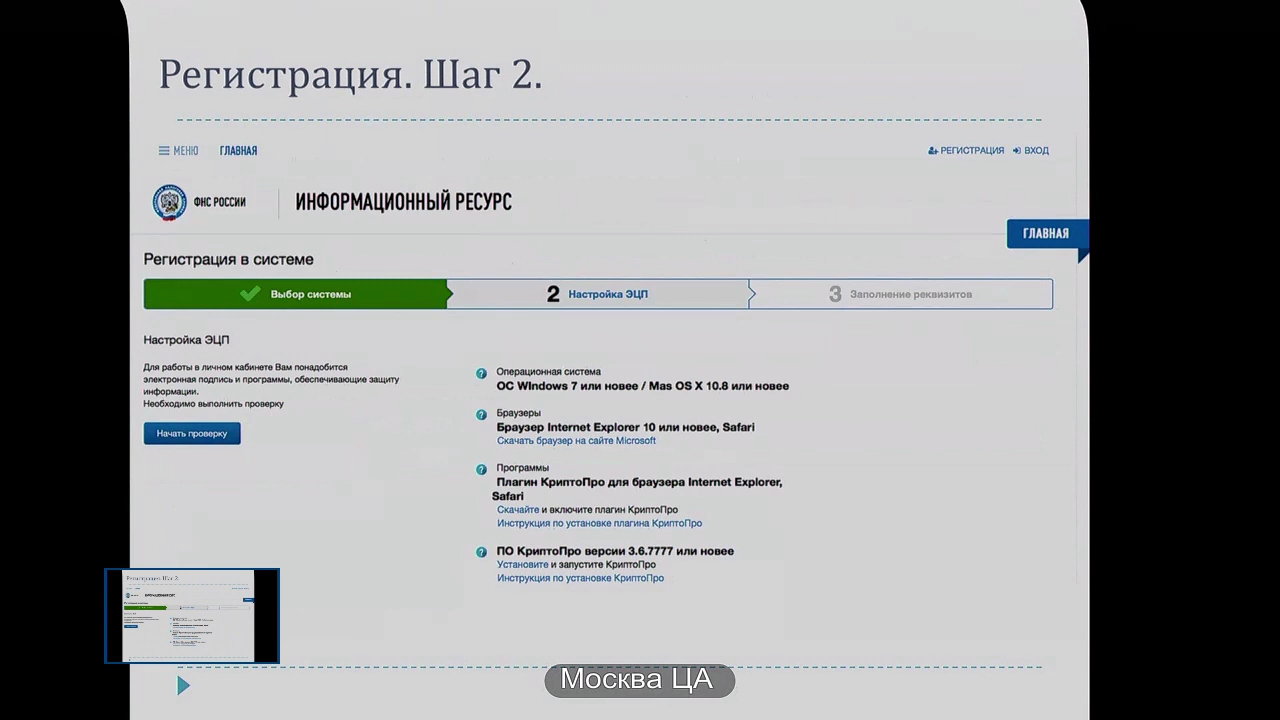 Регистрация. Шаг 2.
МЕНЮ ГЛАВНАЯ
РЕГИСТРАЦИЯ ВХОД
ФНС РОССИИ
ИНФОРМАЦИОННЫЙ РЕСУРС
ГЛАВНАЯ
Регистрация в системе
Выбор системы
2 Настройка ЭЦП
3 Заполнение реквизитов
Настройка ЭЦП
Для работы в личном кабинете Вам понадобится
электронная подпись и программы, обеспечивающие защиту
информации.
Необходимо выполнить проверку
Начать проверку
? Операционная система
ОС WIndows 7 или новее / Mas OS X 10.8 или новее
? Браузеры
Браузер Internet Explorer 10 или новее, Safari
Скачать браузер на сайте Microsoft
? Программы
Плагин КриптоПро для браузера Internet Explorer,
Safari
Скачайте и включите плагин КриптоПро
Инструкция по установке плагина КриптоПро
? ПО КриптоПро версии 3.6.7777 или новее
Установите и запустите КриптоПро
Инструкция по установке КриптоПро
Регистрация. Шаг 2.
Москва ЦА